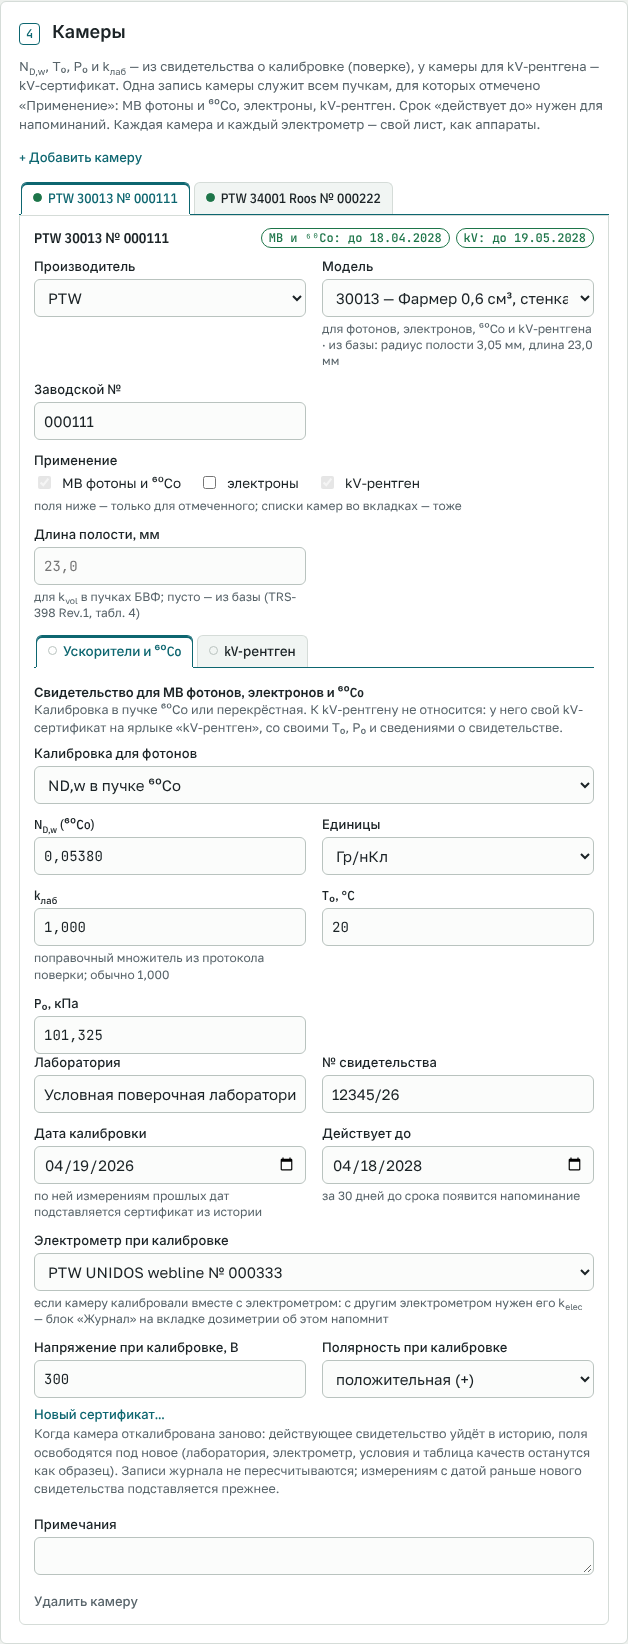 4 Камеры
N_D,w, T₀, P₀ и k_лаб — из свидетельства о калибровке (поверке), у камеры для kV-рентгена —
kV-сертификат. Одна запись камеры служит всем пучкам, для которых отмечено
«Применение»: МВ фотоны и ⁶⁰Co, электроны, kV-рентген. Срок «действует до» нужен для
напоминаний. Каждая камера и каждый электрометр — свой лист, как аппараты.
+ Добавить камеру
PTW 30013 № 000111 PTW 34001 Roos № 000222
PTW 30013 № 000111 МВ и ⁶⁰Co: до 18.04.2028 kV: до 19.05.2028
Производитель Модель
PTW 30013 — Фармер 0,6 см³, стенка
для фотонов, электронов, ⁶⁰Co и kV-рентгена
· из базы: радиус полости 3,05 мм, длина 23,0
мм
Заводской №
000111
Применение
МВ фотоны и ⁶⁰Co электроны kV-рентген
поля ниже — только для отмеченного; списки камер во вкладках — тоже
Длина полости, мм
23,0
для k_vol в пучках БВФ; пусто — из базы (TRS-
398 Rev.1, табл. 4)
Ускорители и ⁶⁰Co kV-рентген
Свидетельство для МВ фотонов, электронов и ⁶⁰Co
Калибровка в пучке ⁶⁰Co или перекрёстная. К kV-рентгену не относится: у него свой kV-
сертификат на ярлыке «kV-рентген», со своими T₀, P₀ и сведениями о свидетельстве.
Калибровка для фотонов
ND,w в пучке ⁶⁰Co
N_D,w (⁶⁰Co) Единицы
0,05380 Гр/нКл
k_лаб T₀, °C
1,000 20
поправочный множитель из протокола
поверки; обычно 1,000
P₀, кПа
101,325
Лаборатория № свидетельства
Условная поверочная лаборатори 12345/26
Дата калибровки Действует до
04/19/2026 04/18/2028
по ней измерениям прошлых дат за 30 дней до срока появится напоминание
подставляется сертификат из истории
Электрометр при калибровке
PTW UNIDOS webline № 000333
если камеру калибровали вместе с электрометром: с другим электрометром нужен его k_elec
— блок «Журнал» на вкладке дозиметрии об этом напомнит
Напряжение при калибровке, В Полярность при калибровке
300 положительная (+)
Новый сертификат…
Когда камера откалибрована заново: действующее свидетельство уйдёт в историю, поля
освободятся под новое (лаборатория, электрометр, условия и таблица качеств останутся
как образец). Записи журнала не пересчитываются; измерениям с датой раньше нового
свидетельства подставляется прежнее.
Примечания
Удалить камеру